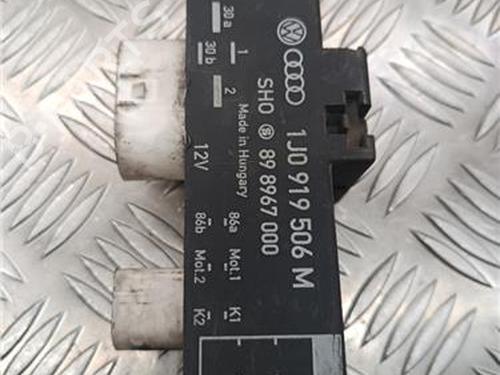 1J0 919 506 M
SHO S 89 8967 000
Made in Hungary
12V
30 a
30 b
1
2
86a
86b
Mot.1
Mot.2
K1
K2